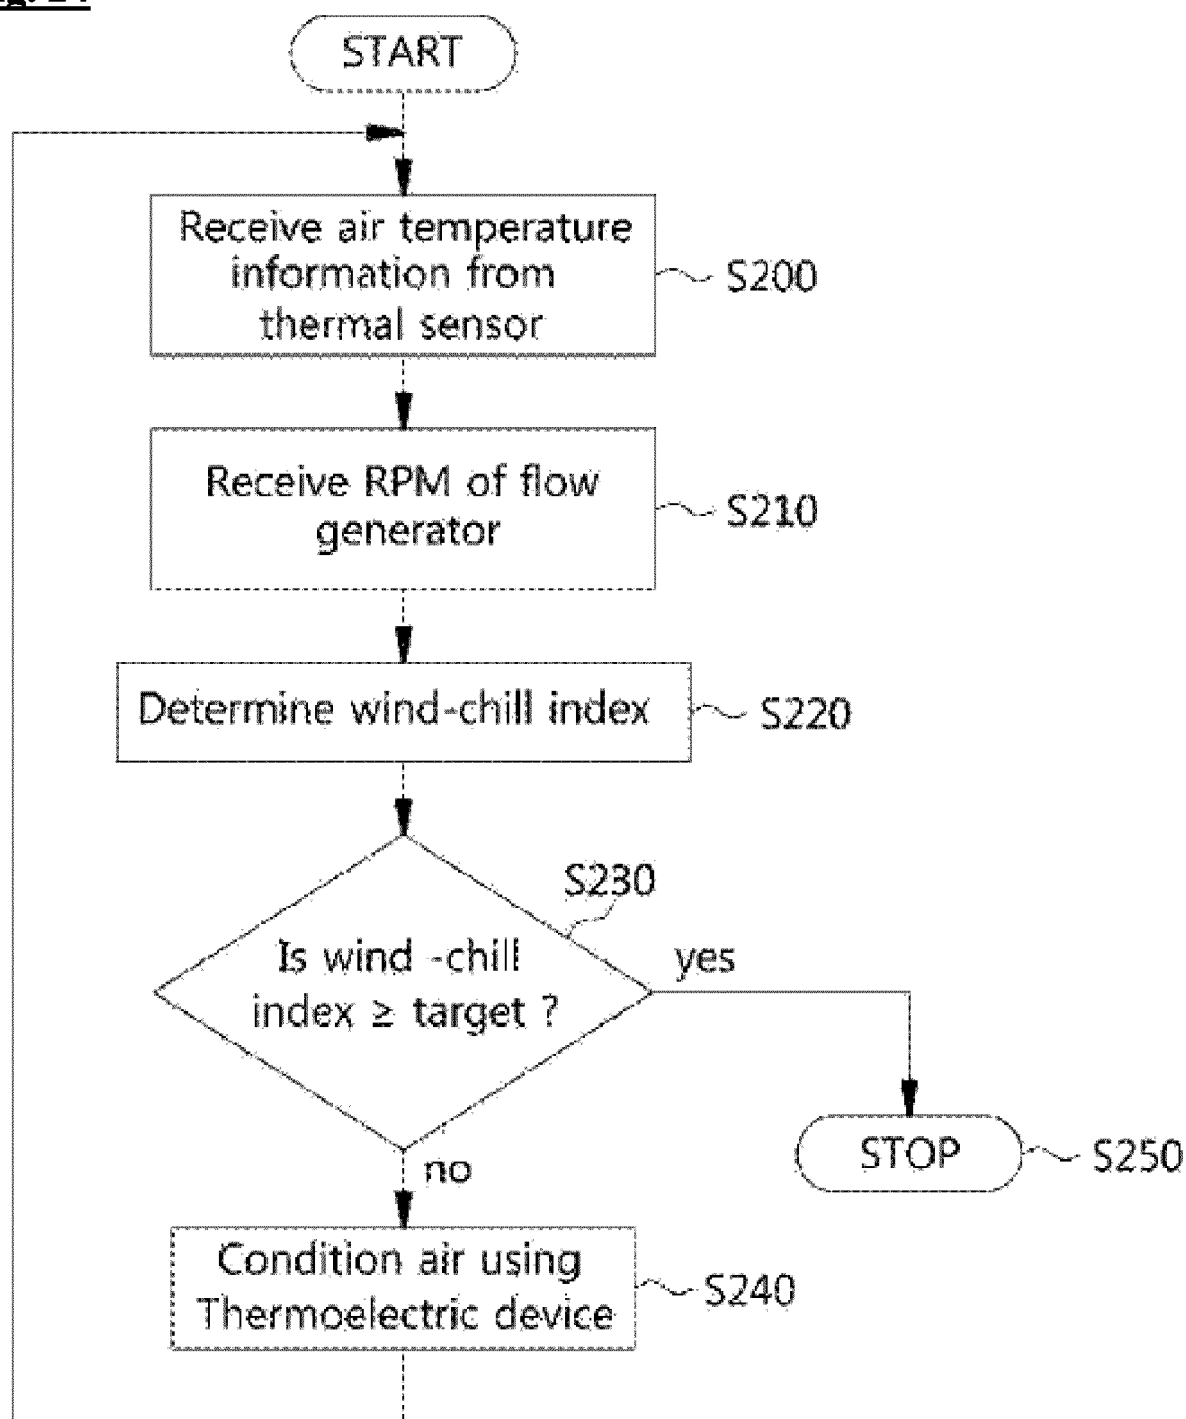 START
Receive air temperature
information from
thermal sensor
S200
Receive RPM of flow
generator
S210
Determine wind-chill index
S220
S230
Is wind -chill
index ≥ target ?
yes
STOP
S250
no
Condition air using
Thermoelectric device
S240